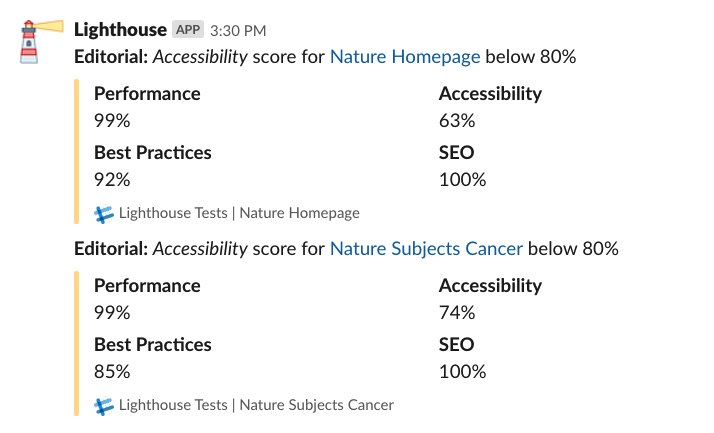 Lighthouse APP 3:30 PM
Editorial: Accessibility score for Nature Homepage below 80%
Performance Accessibility
99% 63%
Best Practices SEO
92% 100%
Lighthouse Tests | Nature Homepage
Editorial: Accessibility score for Nature Subjects Cancer below 80%
Performance Accessibility
99% 74%
Best Practices SEO
85% 100%
Lighthouse Tests | Nature Subjects Cancer